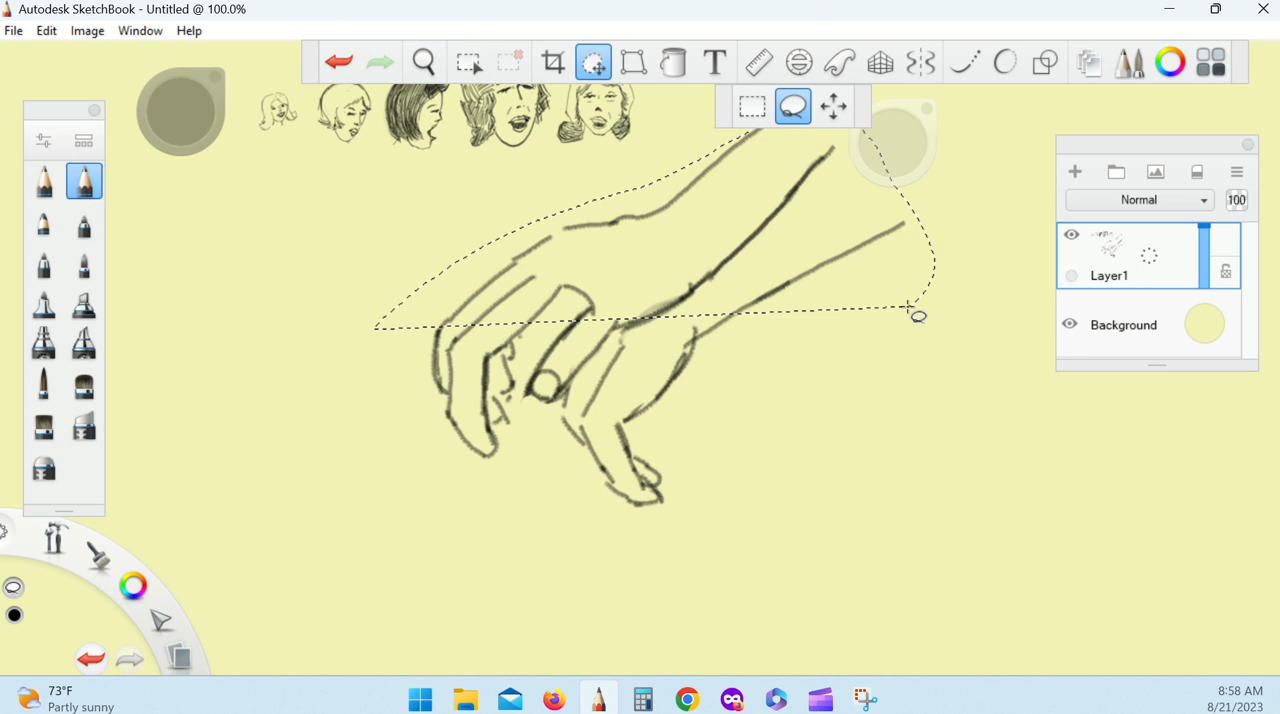 Autodesk SketchBook - Untitled @ 100.0%
File Edit Image Window Help
T
Normal 100
Layer1
Background
73°F
Partly sunny
8:58 AM
8/21/2023